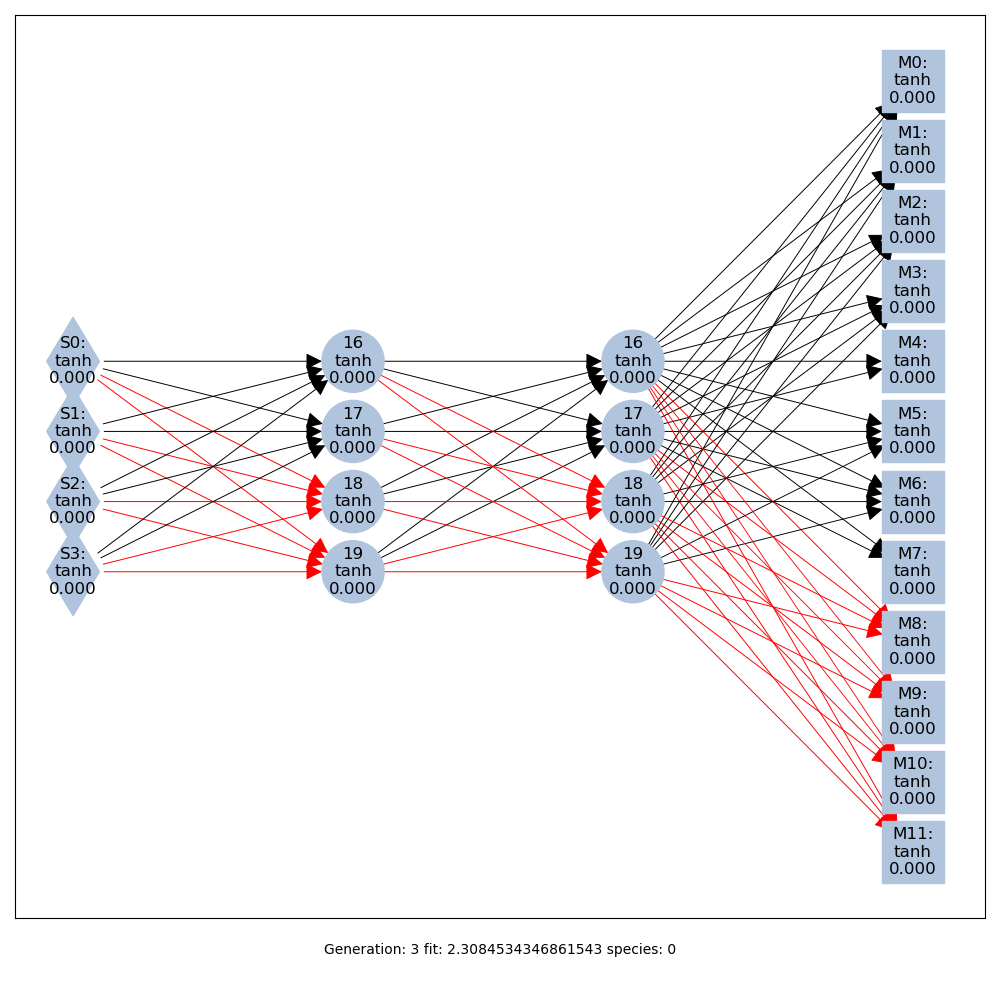 M0:
tanh
0.000
M1:
tanh
0.000
M2:
tanh
0.000
M3:
tanh
0.000
S0:
tanh
0.000
16
tanh
0.000
16
tanh
0.000
M4:
tanh
0.000
S1:
tanh
0.000
17
tanh
0.000
17
tanh
0.000
M5:
tanh
0.000
S2:
tanh
0.000
18
tanh
0.000
18
tanh
0.000
M6:
tanh
0.000
S3:
tanh
0.000
19
tanh
0.000
19
tanh
0.000
M7:
tanh
0.000
M8:
tanh
0.000
M9:
tanh
0.000
M10:
tanh
0.000
M11:
tanh
0.000
Generation: 3 fit: 2.3084534346861543 species: 0